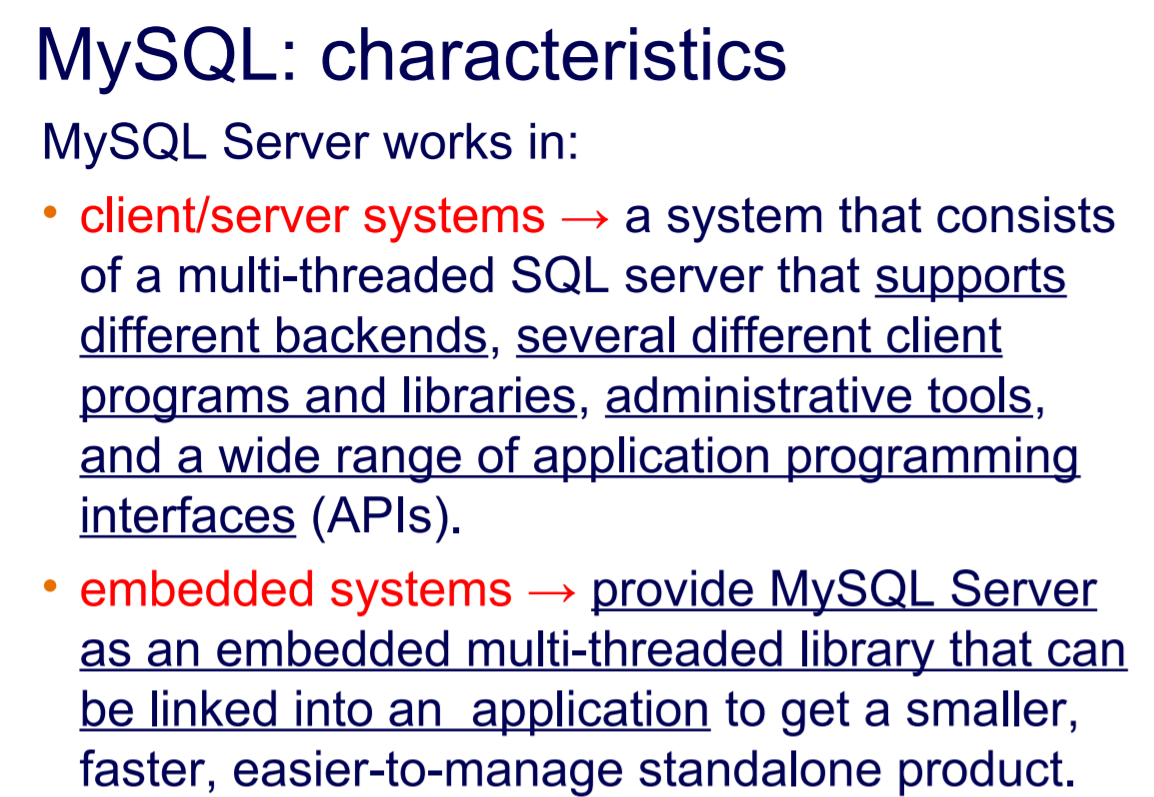 MySQL: characteristics
MySQL Server works in:
• client/server systems → a system that consists
of a multi-threaded SQL server that supports
different backends, several different client
programs and libraries, administrative tools,
and a wide range of application programming
interfaces (APIs).
• embedded systems → provide MySQL Server
as an embedded multi-threaded library that can
be linked into an  application to get a smaller,
faster, easier-to-manage standalone product.